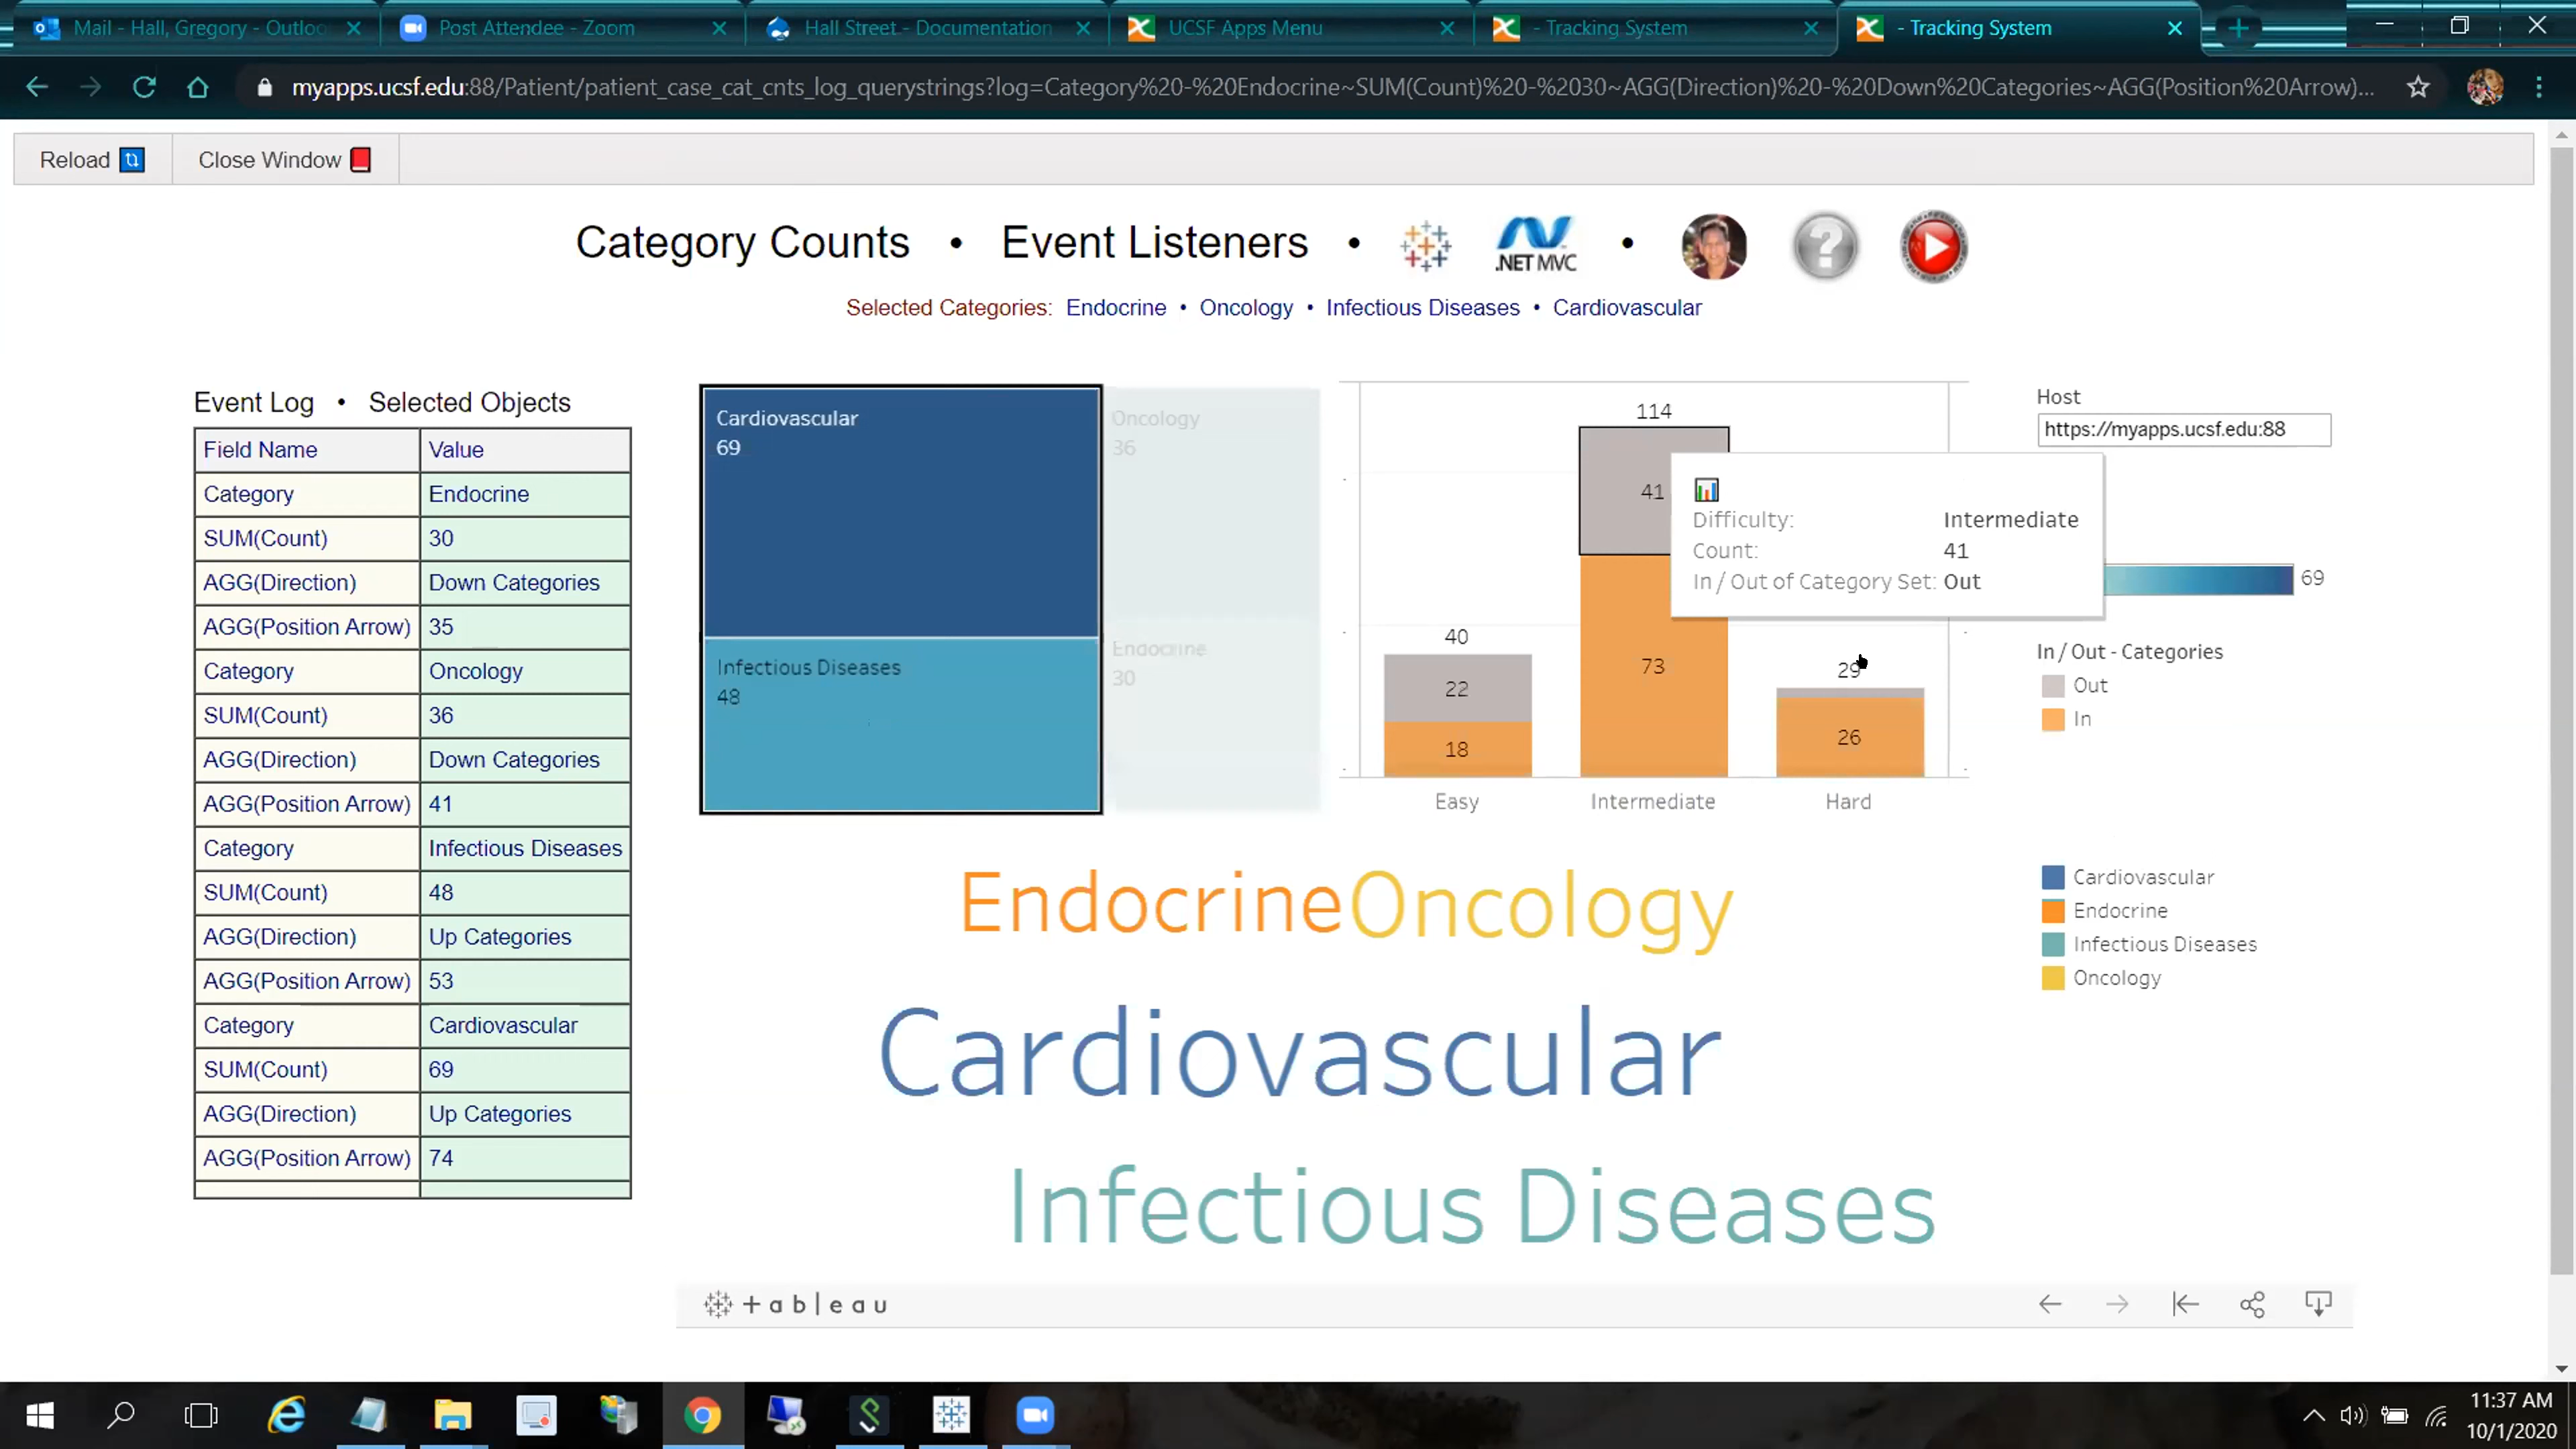 Mail - Hall, Gregory - Outloo
Post Attendee - Zoom
Hall Street - Documentation
UCSF Apps Menu
- Tracking System
- Tracking System
myapps.ucsf.edu:88/Patient/patient_case_cat_cnts_log_querystrings?log=Category%20-%20Endocrine~SUM(Count)%20-%2030~AGG(Direction)%20-%20Down%20Categories~AGG(Position%20Arrow)...
Reload
Close Window
Category Counts • Event Listeners •
.NET MVC
•
?
Selected Categories: Endocrine • Oncology • Infectious Diseases • Cardiovascular
Event Log • Selected Objects
Field Name Value
Category Endocrine
SUM(Count) 30
AGG(Direction) Down Categories
AGG(Position Arrow) 35
Category Oncology
SUM(Count) 36
AGG(Direction) Down Categories
AGG(Position Arrow) 41
Category Infectious Diseases
SUM(Count) 48
AGG(Direction) Up Categories
AGG(Position Arrow) 53
Category Cardiovascular
SUM(Count) 69
AGG(Direction) Up Categories
AGG(Position Arrow) 74
Cardiovascular
69
Oncology
36
Infectious Diseases
48
Endocrine
30
114
41
73
40
22
18
29
26
Easy Intermediate Hard
Difficulty: Intermediate
Count: 41
In / Out of Category Set: Out
Host
https://myapps.ucsf.edu:88
69
In / Out - Categories
Out
In
Endocrine Oncology
Cardiovascular
Infectious Diseases
Cardiovascular
Endocrine
Infectious Diseases
Oncology
+ableau
11:37 AM
10/1/2020